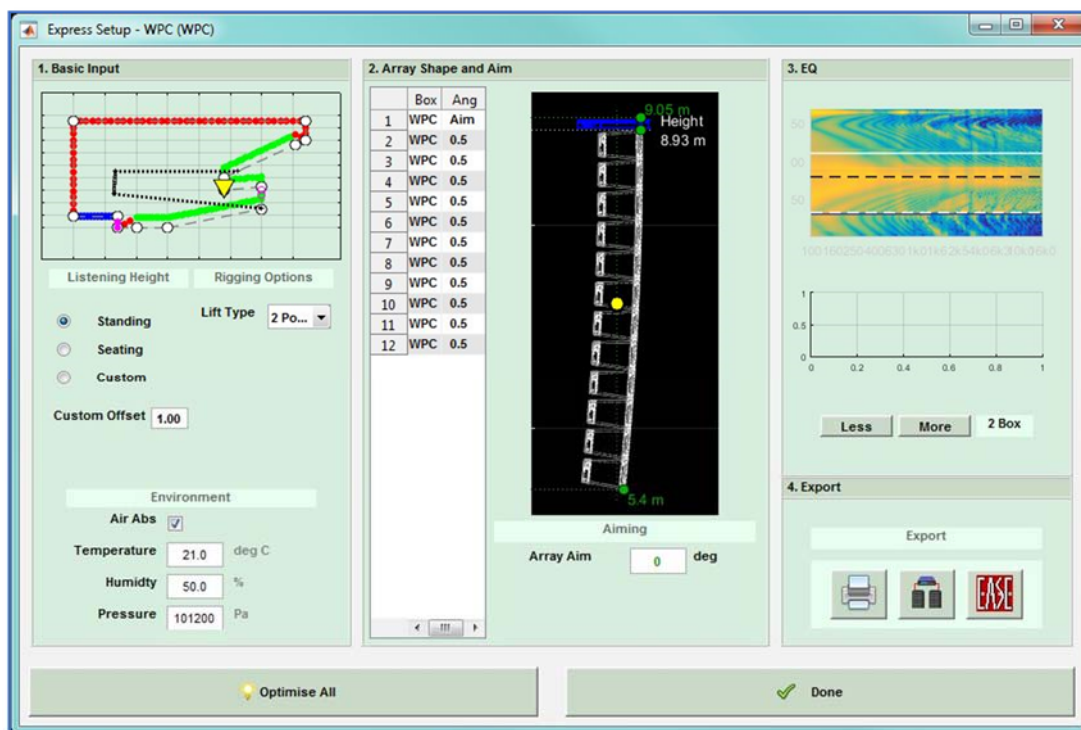 Express Setup - WPC (WPC)
1. Basic Input
Listening Height
Rigging Options
Standing
Lift Type
2 Po...
Seating
Custom
Custom Offset
1.00
Environment
Air Abs
Temperature
21.0
deg C
Humidty
50.0
%
Pressure
101200
Pa
2. Array Shape and Aim
Box Ang
1 WPC Aim
2 WPC 0.5
3 WPC 0.5
4 WPC 0.5
5 WPC 0.5
6 WPC 0.5
7 WPC 0.5
8 WPC 0.5
9 WPC 0.5
10 WPC 0.5
11 WPC 0.5
12 WPC 0.5
9.05 m
Height
8.93 m
5.4 m
Aiming
Array Aim
0
deg
3. EQ
50
00
50
1
0.5
0
0 0.2 0.4 0.6 0.8 1
Less
More
2 Box
4. Export
Export
EASE
Optimise All
Done